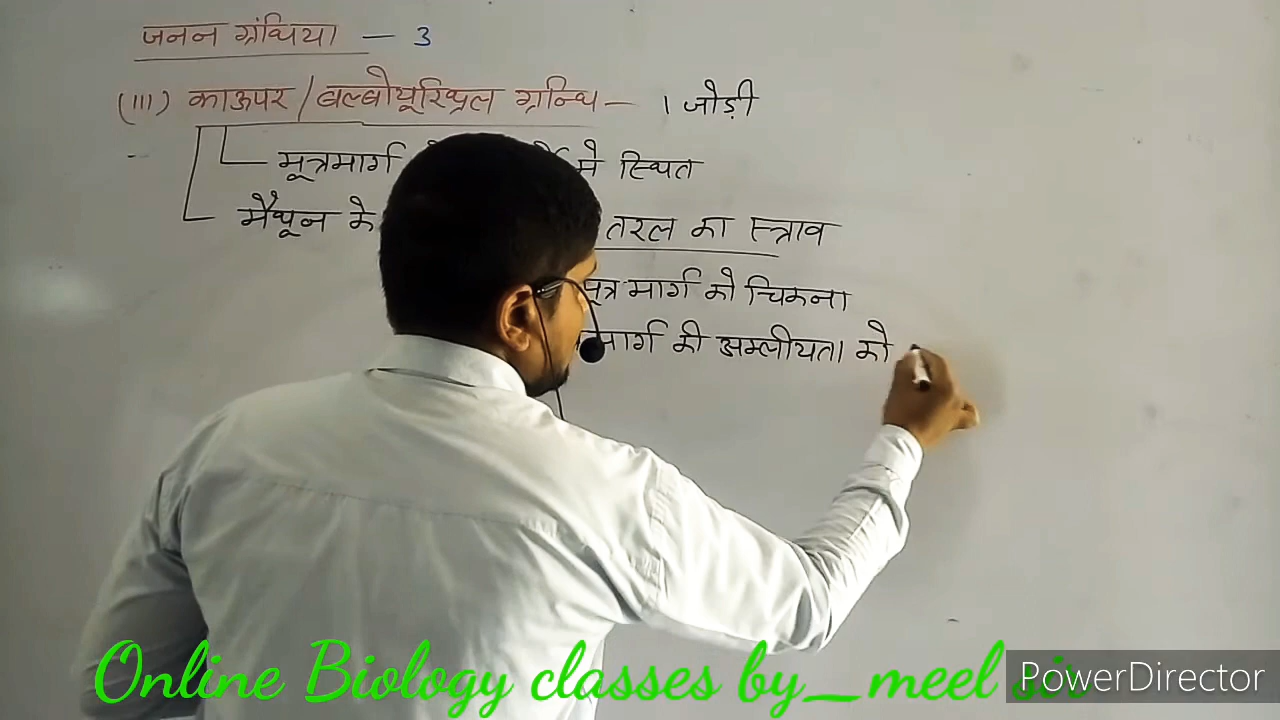 जनन ग्रंथिया — 3
(III) काऊपर / बल्बोयूरिथ्रल ग्रन्थि — 1 जोड़ी
मूत्रमार्ग में स्थित
मैथून के तरल का स्त्राव
मूत्र मार्ग को चिकना
मार्ग की अम्लीयता को
Online Biology classes by_meel
PowerDirector